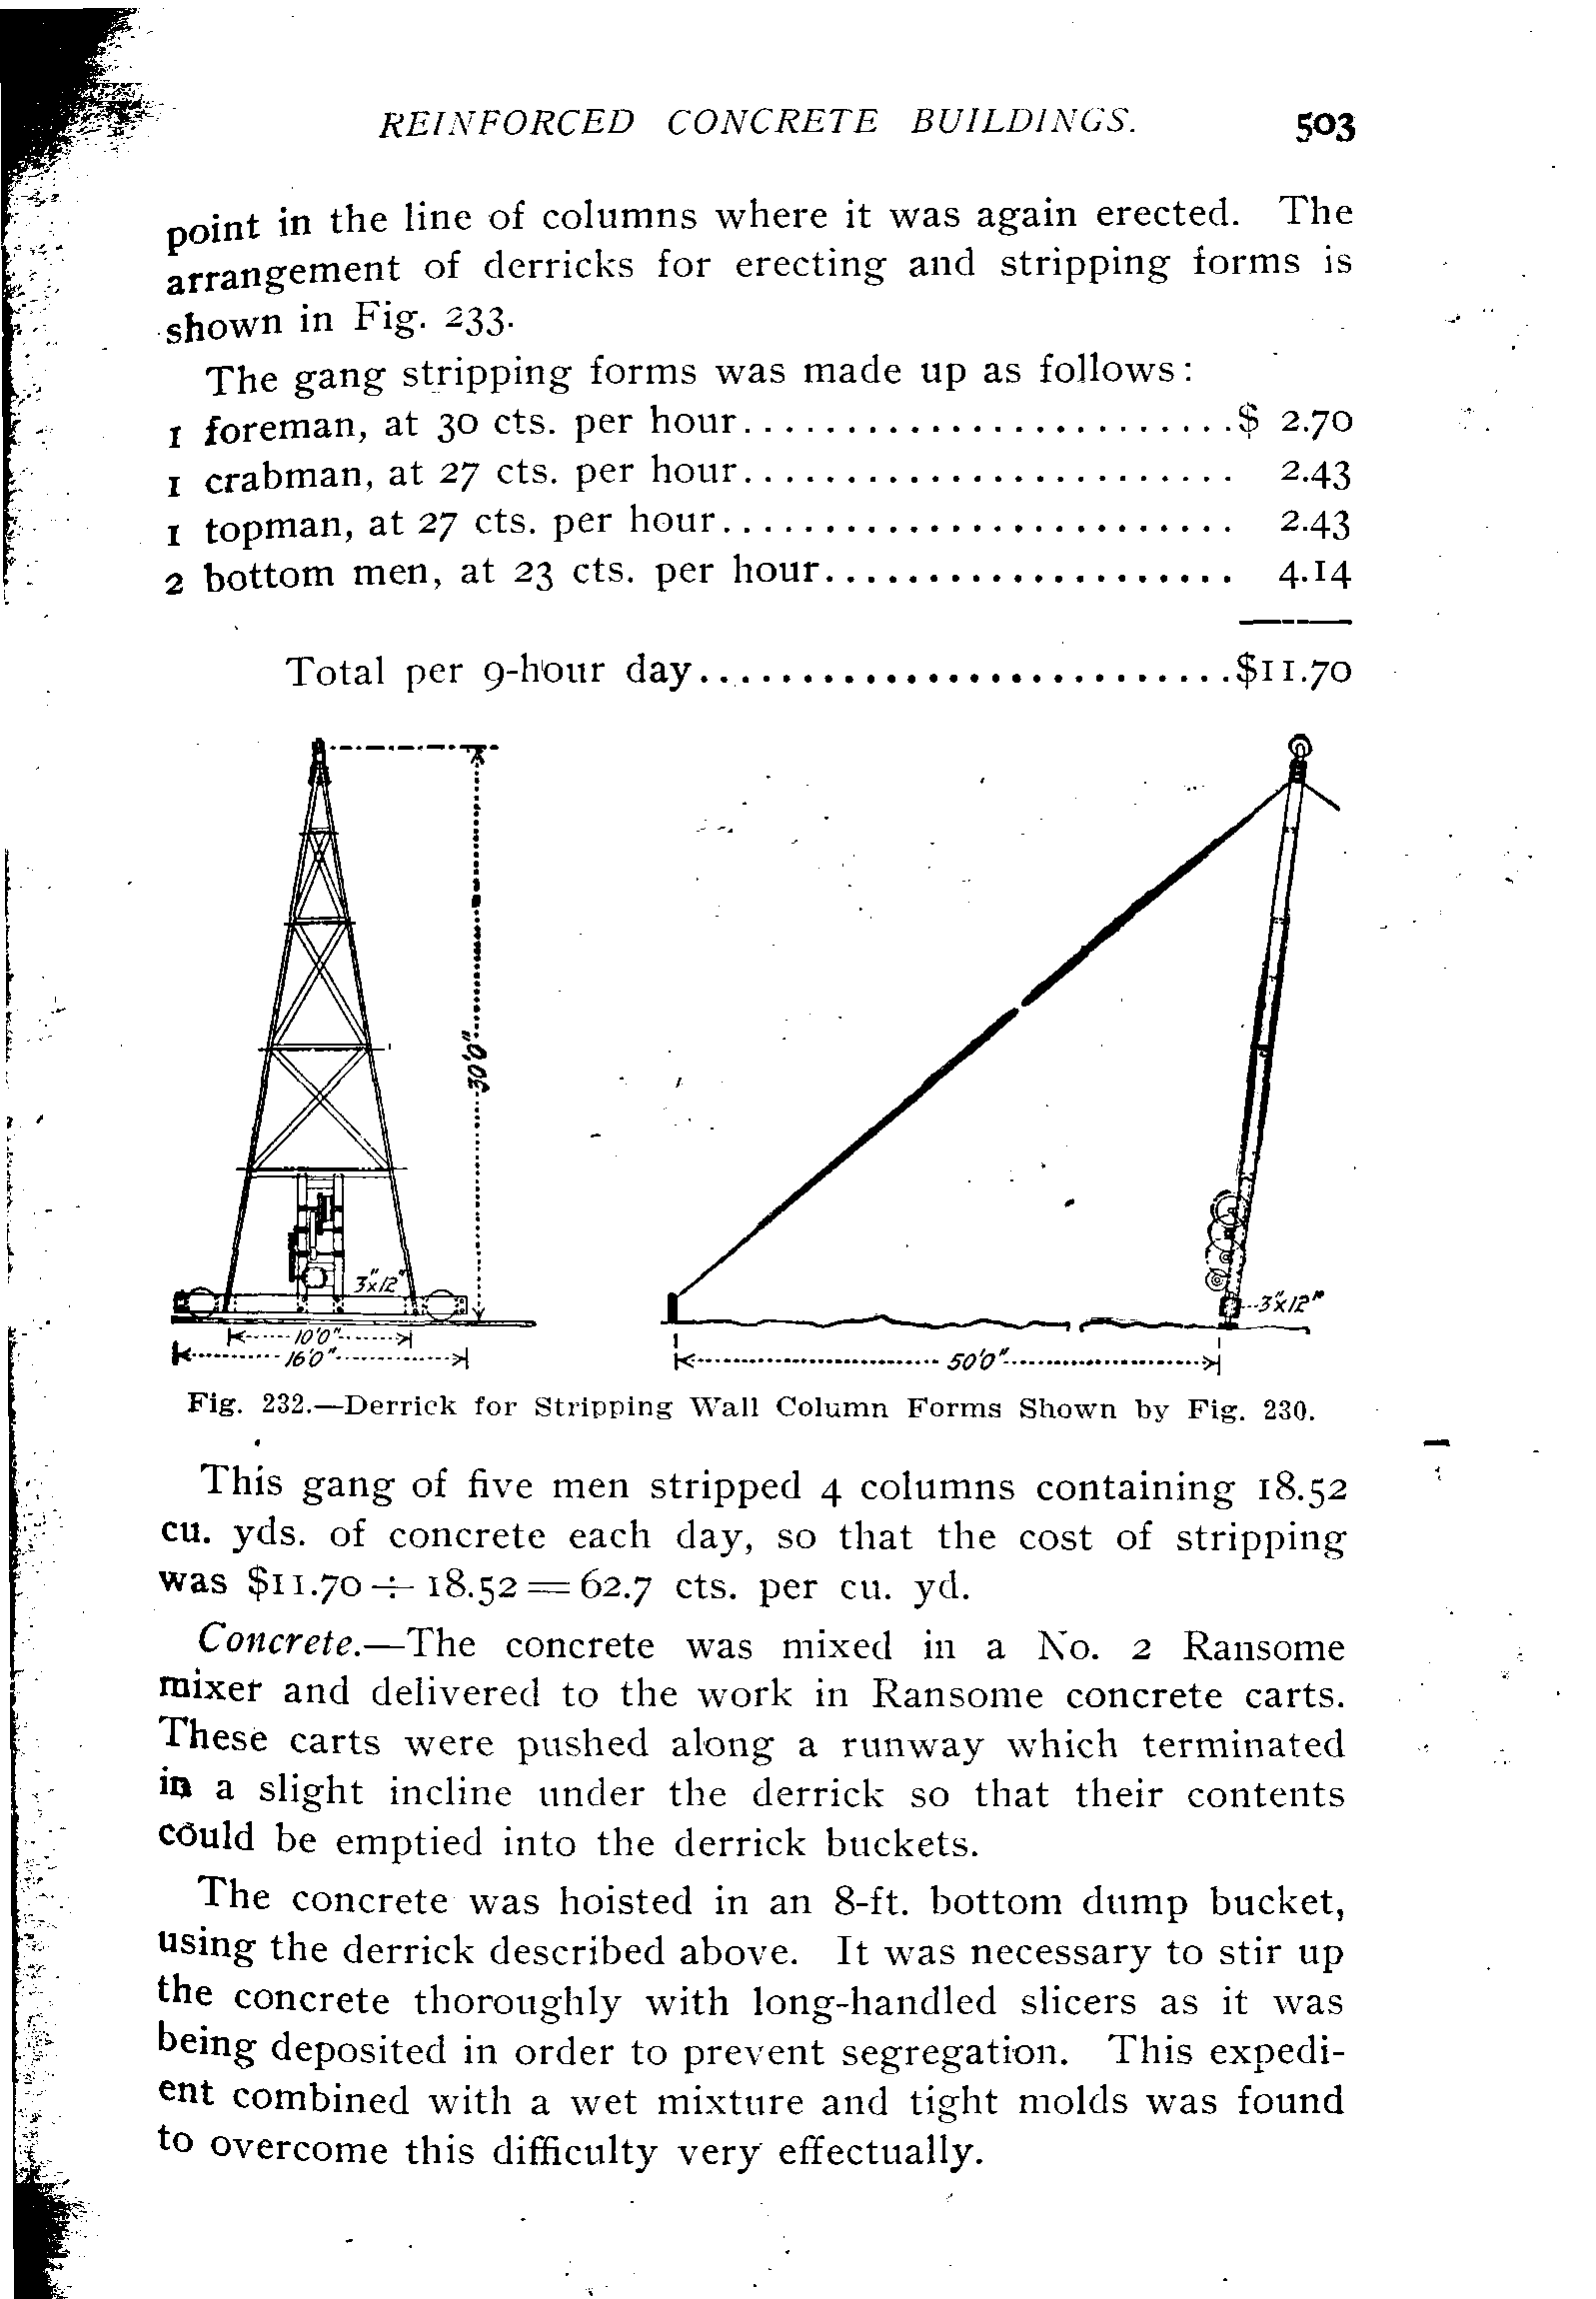 REINFORCED CONCRETE BUILDINGS. 503
point in the line of columns where it was again erected. The
arrangement of derricks for erecting and stripping forms is
shown in Fig. 233.
The gang stripping forms was made up as follows:
1 foreman, at 30 cts. per hour........................$ 2.70
1 crabman, at 27 cts. per hour........................ 2.43
1 topman, at 27 cts. per hour......................... 2.43
2 bottom men, at 23 cts. per hour.................... 4.14
Total per 9-hour day..........................$11.70
30'0"
3"x12"
10'0"
16'0"
3"x12"
50'0"
Fig. 232.—Derrick for Stripping Wall Column Forms Shown by Fig. 230.
This gang of five men stripped 4 columns containing 18.52
cu. yds. of concrete each day, so that the cost of stripping
was $11.70 ÷ 18.52 = 62.7 cts. per cu. yd.
Concrete.—The concrete was mixed in a No. 2 Ransome
mixer and delivered to the work in Ransome concrete carts.
These carts were pushed along a runway which terminated
in a slight incline under the derrick so that their contents
could be emptied into the derrick buckets.
The concrete was hoisted in an 8-ft. bottom dump bucket,
using the derrick described above. It was necessary to stir up
the concrete thoroughly with long-handled slicers as it was
being deposited in order to prevent segregation. This expedi-
ent combined with a wet mixture and tight molds was found
to overcome this difficulty very effectually.